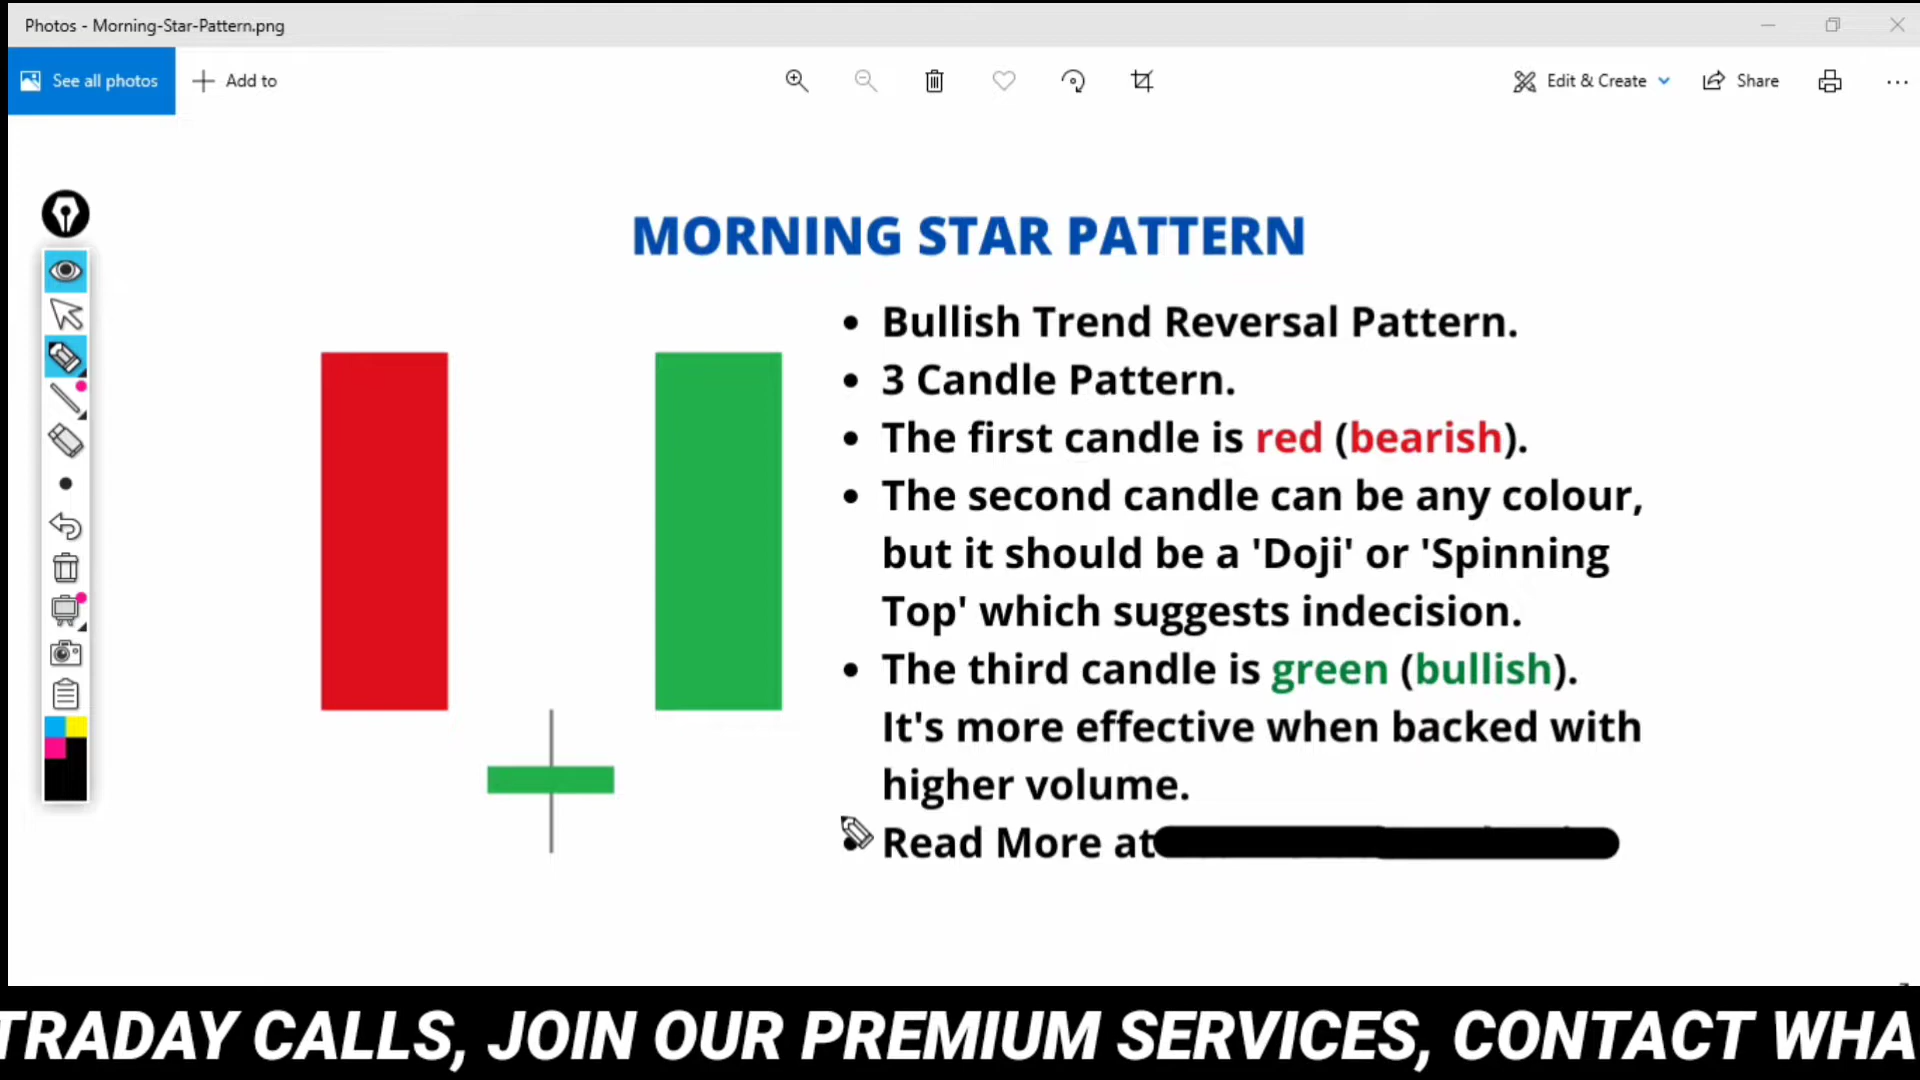 Photos - Morning-Star-Pattern.png
See all photos
Add to
Edit & Create
Share
MORNING STAR PATTERN
• Bullish Trend Reversal Pattern.
• 3 Candle Pattern.
• The first candle is red (bearish).
• The second candle can be any colour,
but it should be a 'Doji' or 'Spinning
Top' which suggests indecision.
• The third candle is green (bullish).
It's more effective when backed with
higher volume.
• Read More at
TRADAY CALLS, JOIN OUR PREMIUM SERVICES, CONTACT WHA